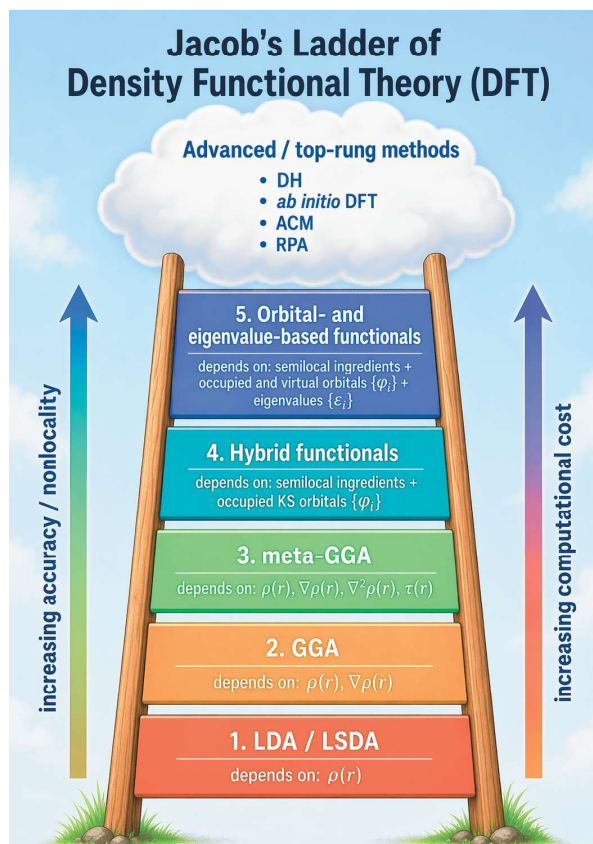 Jacob's Ladder of
Density Functional Theory (DFT)
Advanced / top-rung methods
• DH
• ab initio DFT
• ACM
• RPA
5. Orbital- and
eigenvalue-based functionals
depends on: semilocal ingredients +
occupied and virtual orbitals {φᵢ} +
eigenvalues {εᵢ}
4. Hybrid functionals
depends on: semilocal ingredients +
occupied KS orbitals {φᵢ}
3. meta-GGA
depends on: ρ(r), ∇ρ(r), ∇²ρ(r), τ(r)
2. GGA
depends on: ρ(r), ∇ρ(r)
1. LDA / LSDA
depends on: ρ(r)
increasing accuracy / nonlocality
increasing computational cost